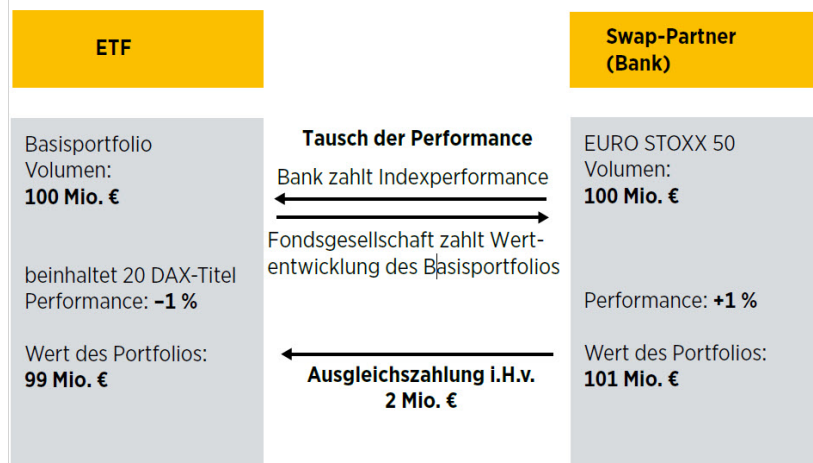 ETF
Swap-Partner
(Bank)
Basisportfolio
Volumen:
100 Mio. €
beinhaltet 20 DAX-Titel
Performance: –1 %
Wert des Portfolios:
99 Mio. €
Tausch der Performance
Bank zahlt Indexperformance
Fondsgesellschaft zahlt Wert-
entwicklung des Basisportfolios
Ausgleichszahlung i.H.v.
2 Mio. €
EURO STOXX 50
Volumen:
100 Mio. €
Performance: +1 %
Wert des Portfolios:
101 Mio. €